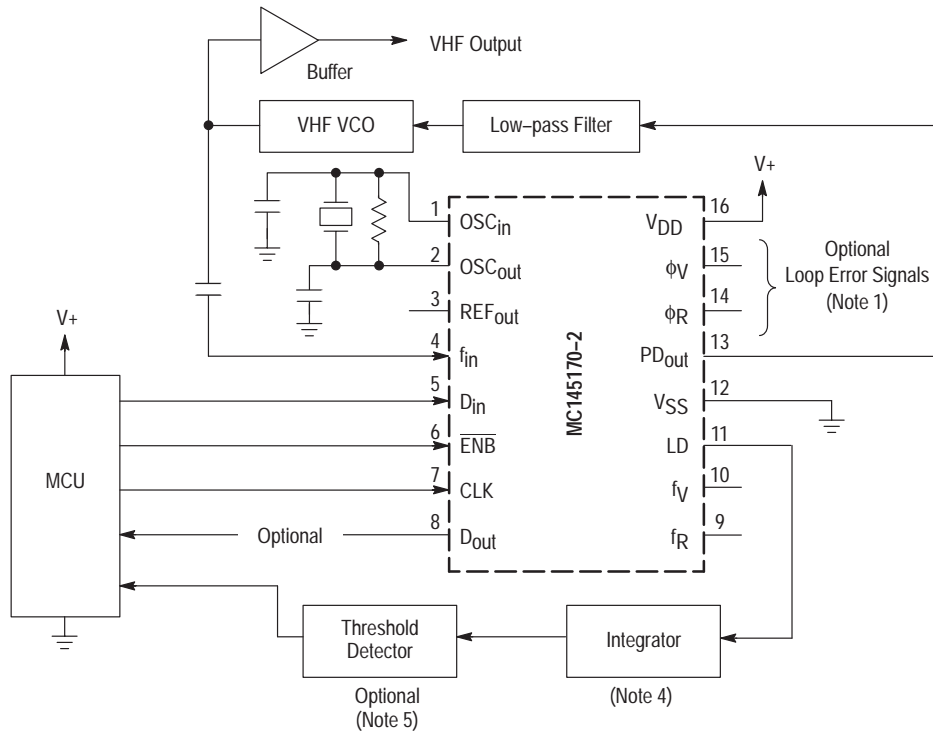 VHF Output
Buffer
VHF VCO
Low–pass Filter
V+
1
OSCin
2
OSCout
3
REFout
4
fin
5
Din
6
ENB
7
CLK
8
Dout
MC145170–2
16
VDD
15
ϕV
14
ϕR
13
PDout
12
VSS
11
LD
10
fV
9
fR
Optional
Loop Error Signals
(Note 1)
V+
MCU
Optional
Threshold
Detector
Optional
(Note 5)
Integrator
(Note 4)